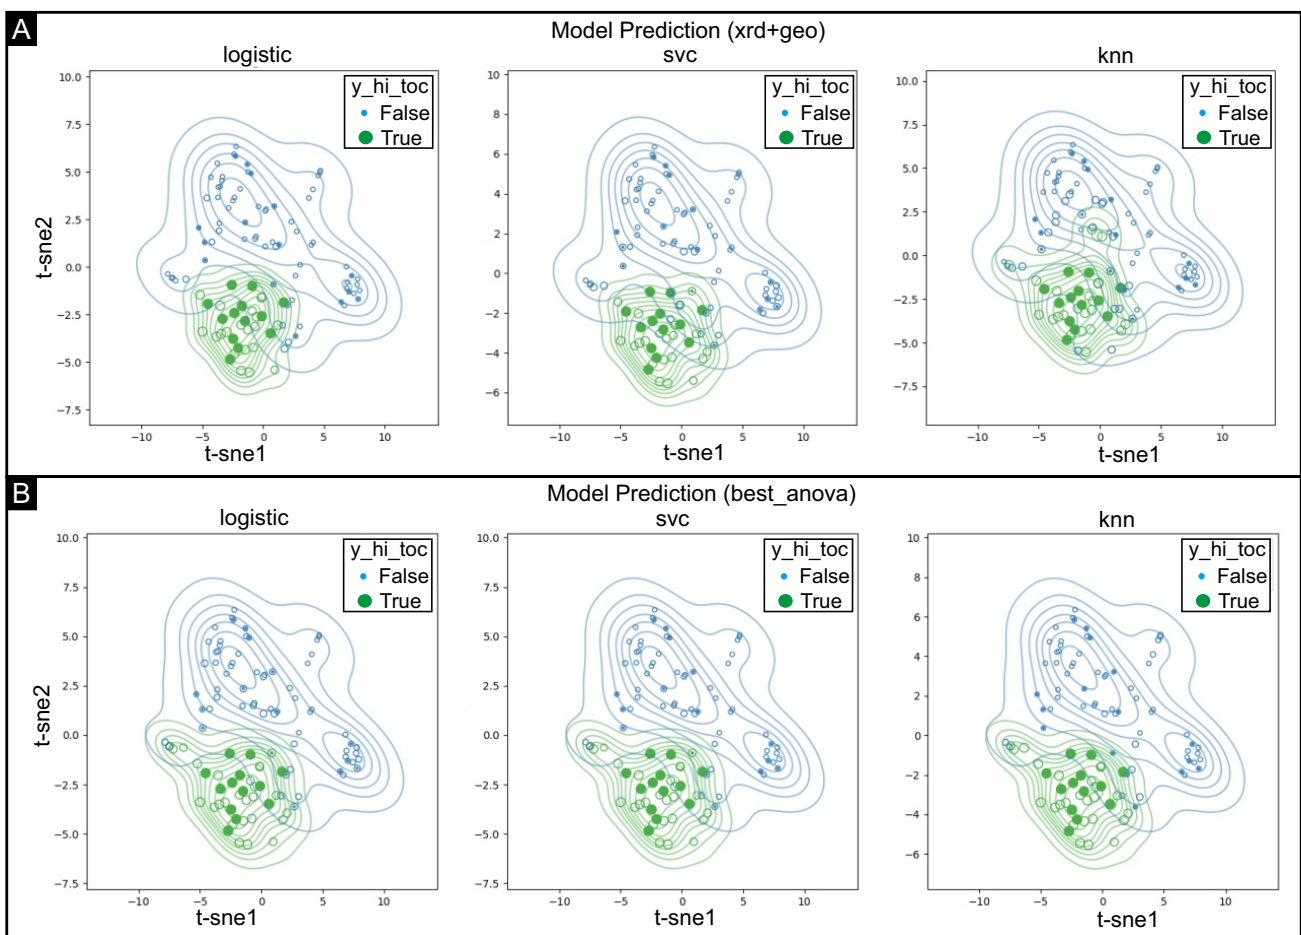 A
Model Prediction (xrd+geo)
logistic
svc
knn
y_hi_toc
False
True
10.0
7.5
5.0
2.5
0.0
−2.5
−5.0
−7.5
t-sne2
−10
−5
0
5
10
t-sne1
y_hi_toc
False
True
10
8
6
4
2
0
−2
−4
−6
−10
−5
0
5
10
t-sne1
y_hi_toc
False
True
10.0
7.5
5.0
2.5
0.0
−2.5
−5.0
−7.5
−10
−5
0
5
10
t-sne1
B
Model Prediction (best_anova)
logistic
svc
knn
y_hi_toc
False
True
10.0
7.5
5.0
2.5
0.0
−2.5
−5.0
−7.5
t-sne2
−10
−5
0
5
10
t-sne1
y_hi_toc
False
True
10.0
7.5
5.0
2.5
0.0
−2.5
−5.0
−7.5
−10
−5
0
5
10
t-sne1
y_hi_toc
False
True
10
8
6
4
2
0
−2
−4
−6
−10
−5
0
5
10
t-sne1